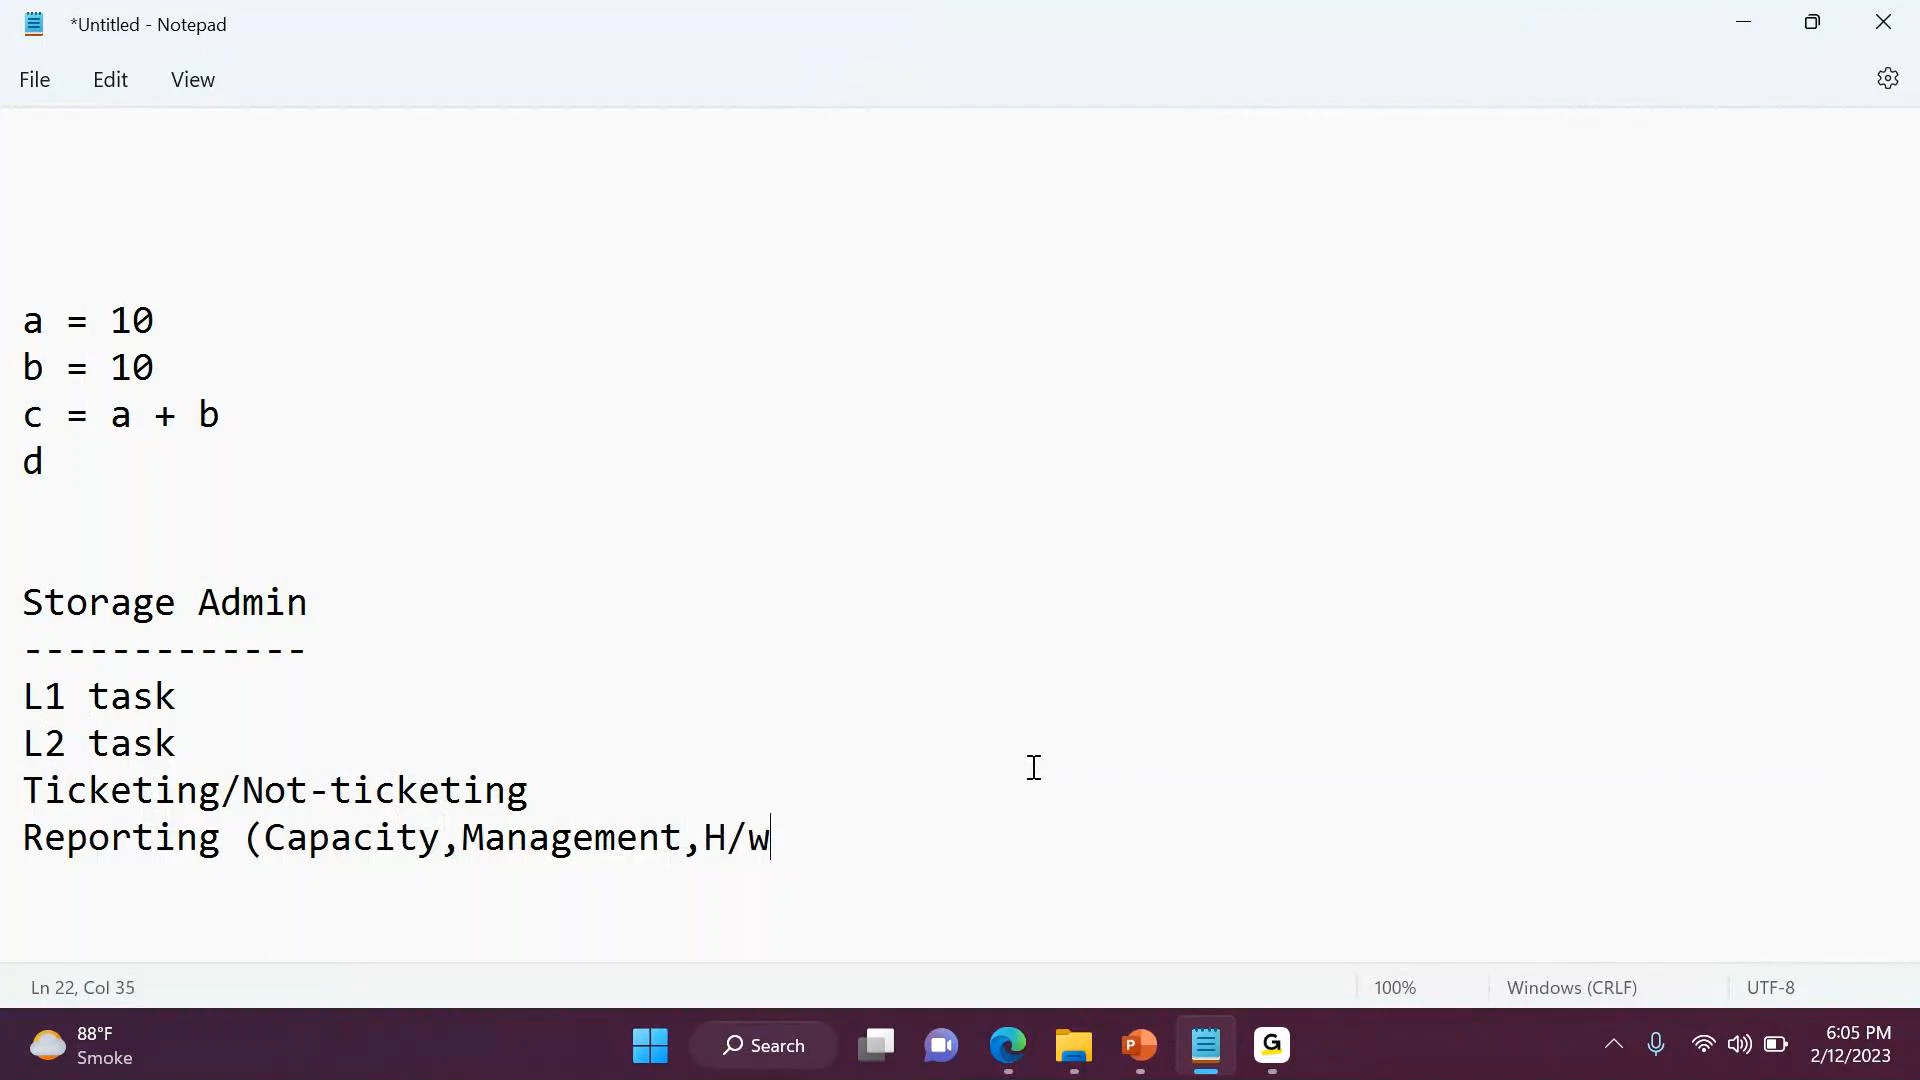 *Untitled - Notepad
File Edit View
a = 10
b = 10
c = a + b
d
Storage Admin
-------------
L1 task
L2 task
Ticketing/Not-ticketing
Reporting (Capacity,Management,H/w
Ln 22, Col 35 100% Windows (CRLF) UTF-8
88°F
Smoke
Search
P
G
6:05 PM
2/12/2023